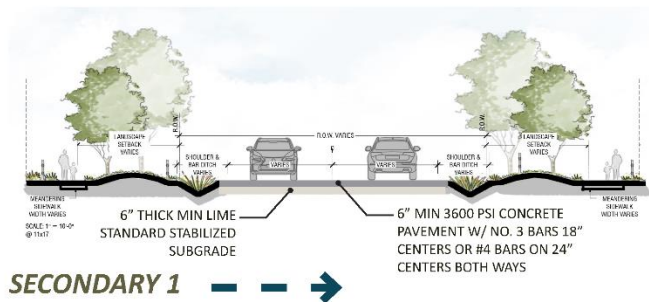 R.O.W.
R.O.W.
LANDSCAPE
SETBACK
VARIES
R.O.W. VARIES
LANDSCAPE
SETBACK
VARIES
SHOULDER &
BAR DITCH
VARIES
VARIES
VARIES
SHOULDER &
BAR DITCH
VARIES
MEANDERING
SIDEWALK
WIDTH VARIES
SCALE: 1" = 10'-0"
@ 11x17
MEANDERING
SIDEWALK
WIDTH VARIES
6" THICK MIN LIME
STANDARD STABILIZED
SUBGRADE
6" MIN 3600 PSI CONCRETE
PAVEMENT W/ NO. 3 BARS 18"
CENTERS OR #4 BARS ON 24"
CENTERS BOTH WAYS
SECONDARY 1